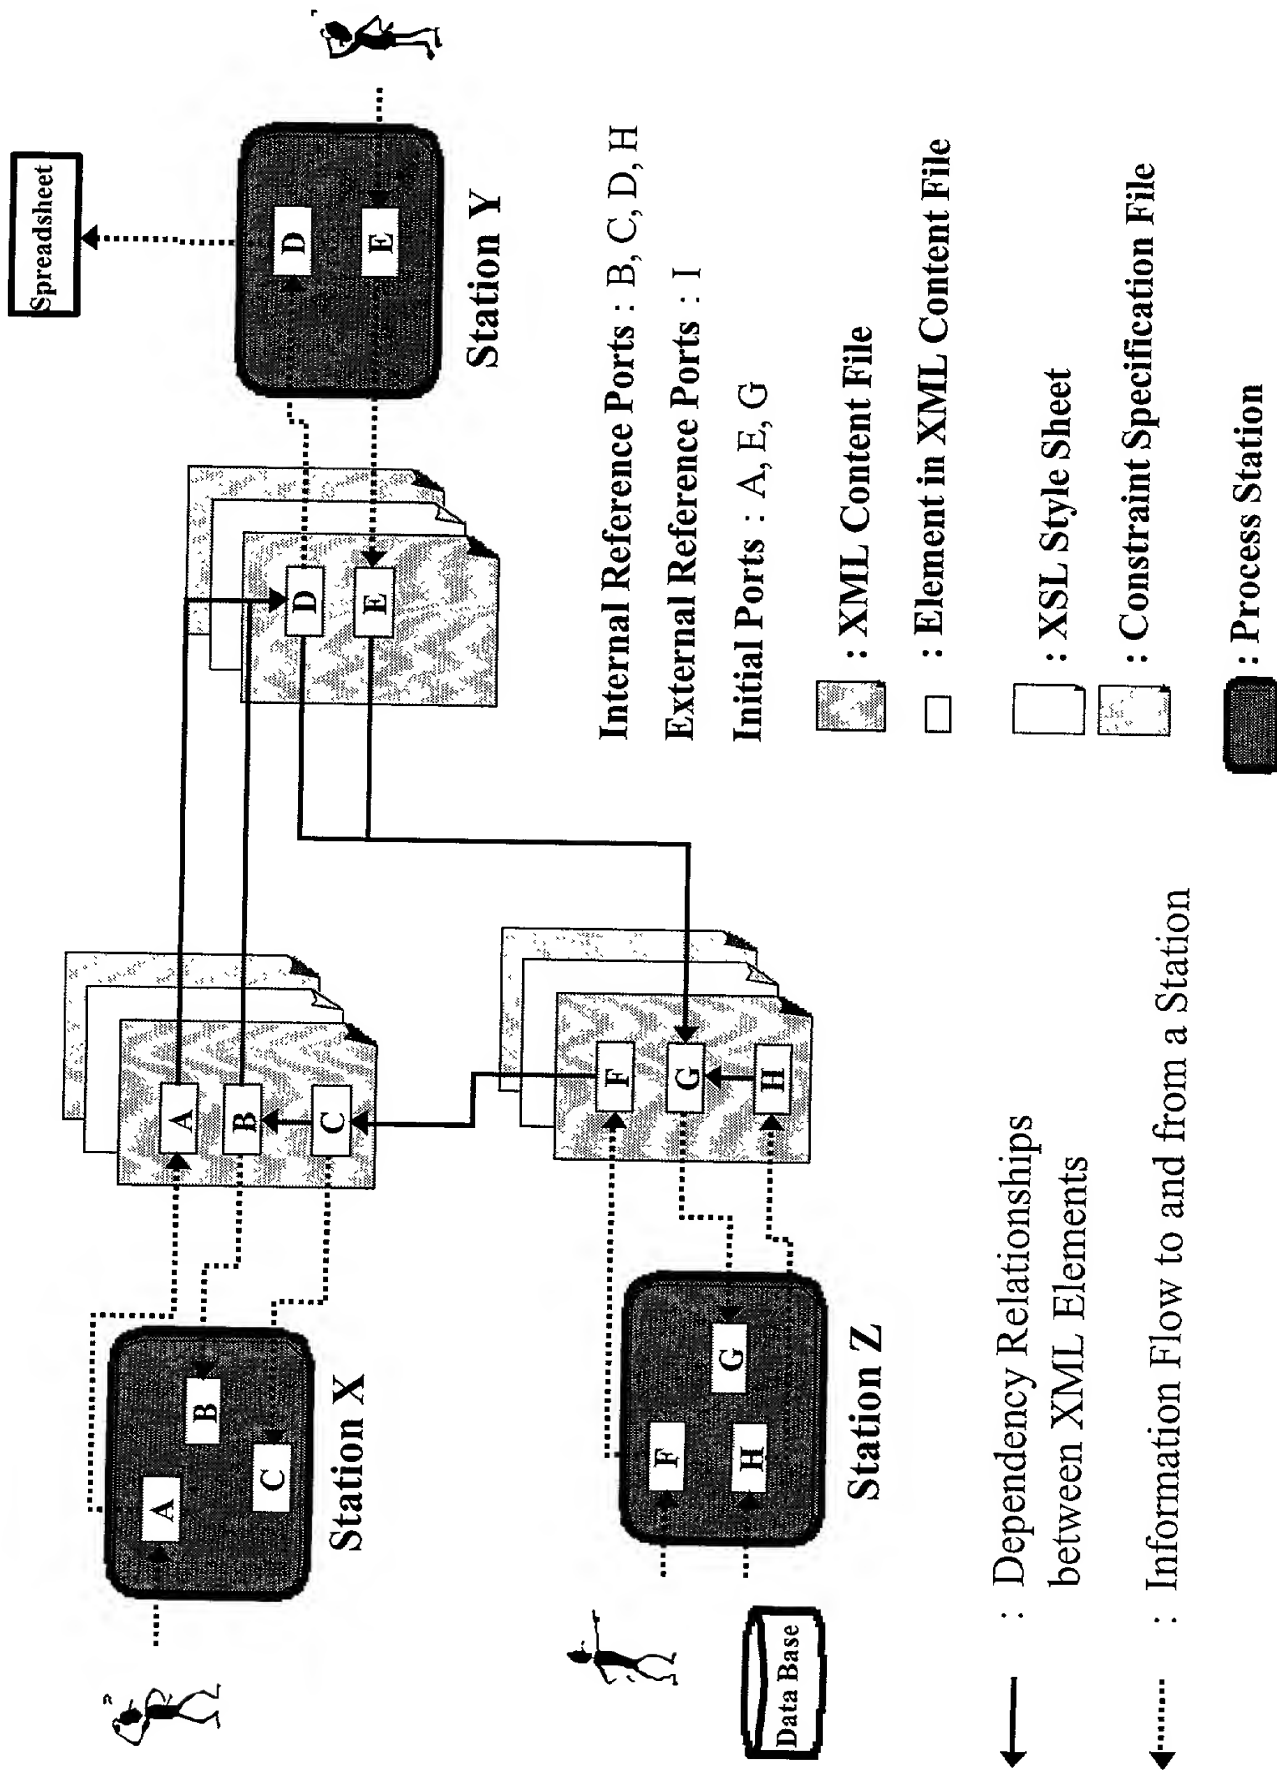 Spreadsheet
D
E
Station Y
D
E
A
B
C
A
B
C
Station X
F
G
H
F
G
H
Station Z
Data Base
Internal Reference Ports : B, C, D, H
External Reference Ports : I
Initial Ports : A, E, G
: XML Content File
: Element in XML Content File
: XSL Style Sheet
: Constraint Specification File
: Process Station
: Dependency Relationships
between XML Elements
: Information Flow to and from a Station